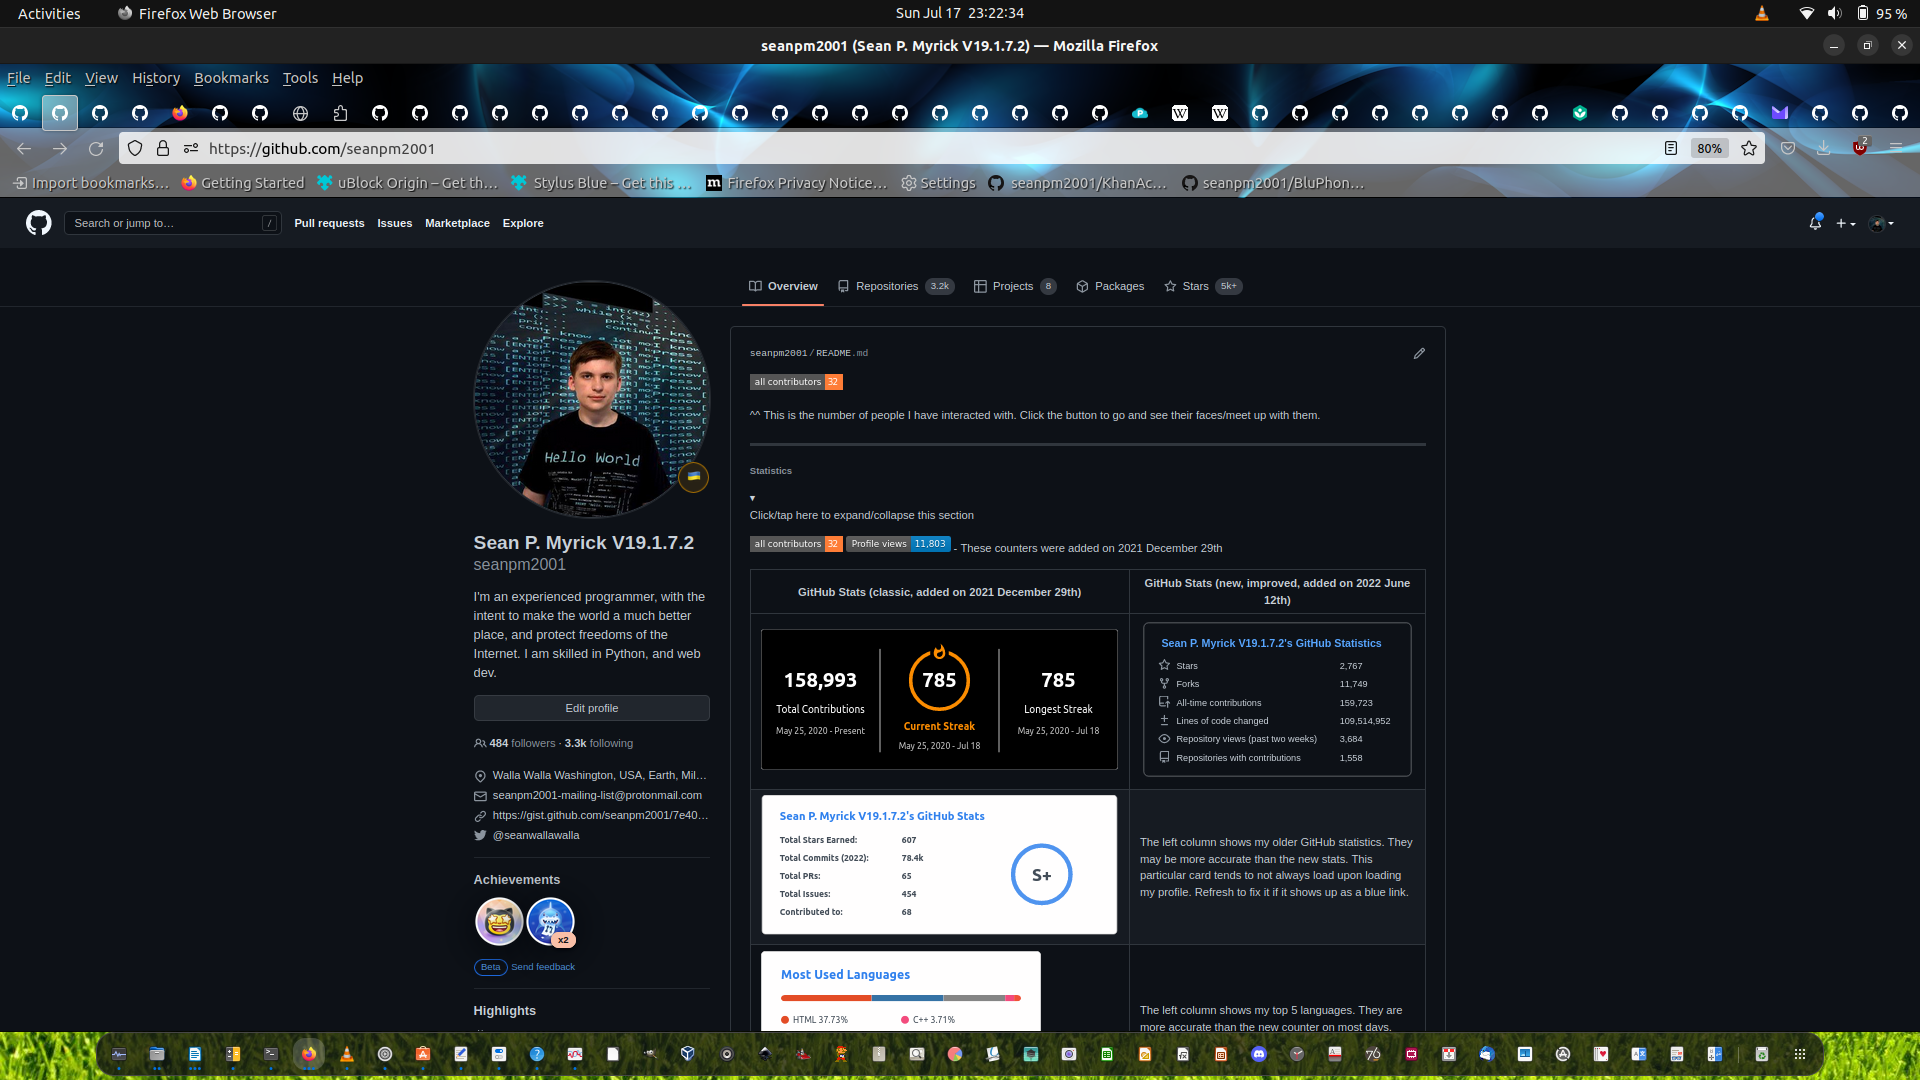 Activities
Firefox Web Browser
Sun Jul 17 23:22:34
95 %
seanpm2001 (Sean P. Myrick V19.1.7.2) — Mozilla Firefox
File Edit View History Bookmarks Tools Help
https://github.com/seanpm2001
80%
2
Import bookmarks…
Getting Started
uBlock Origin – Get th…
Stylus Blue – Get this …
Firefox Privacy Notice…
Settings
seanpm2001/KhanAc…
seanpm2001/BluPhon…
Search or jump to…
/
Pull requests
Issues
Marketplace
Explore
Overview
Repositories 3.2k
Projects 8
Packages
Stars 5k+
Hello World
Sean P. Myrick V19.1.7.2
seanpm2001
I'm an experienced programmer, with the
intent to make the world a much better
place, and protect freedoms of the
Internet. I am skilled in Python, and web
dev.
Edit profile
484 followers · 3.3k following
Walla Walla Washington, USA, Earth, Mil…
seanpm2001-mailing-list@protonmail.com
https://gist.github.com/seanpm2001/7e40…
@seanwallawalla
Achievements
x2
Beta Send feedback
Highlights
seanpm2001/README.md
all contributors 32
^^ This is the number of people I have interacted with. Click the button to go and see their faces/meet up with them.
Statistics
▾
Click/tap here to expand/collapse this section
all contributors 32 Profile views 11,803 - These counters were added on 2021 December 29th
GitHub Stats (classic, added on 2021 December 29th)
GitHub Stats (new, improved, added on 2022 June
12th)
158,993
Total Contributions
May 25, 2020 - Present
785
Current Streak
May 25, 2020 - Jul 18
785
Longest Streak
May 25, 2020 - Jul 18
Sean P. Myrick V19.1.7.2's GitHub Statistics
Stars 2,767
Forks 11,749
All-time contributions 159,723
Lines of code changed 109,514,952
Repository views (past two weeks) 3,684
Repositories with contributions 1,558
Sean P. Myrick V19.1.7.2's GitHub Stats
Total Stars Earned: 607
Total Commits (2022): 78.4k
Total PRs: 65
Total Issues: 454
Contributed to: 68
S+
The left column shows my older GitHub statistics. They
may be more accurate than the new stats. This
particular card tends to not always load upon loading
my profile. Refresh to fix it if it shows up as a blue link.
Most Used Languages
HTML 37.73%
C++ 3.71%
The left column shows my top 5 languages. They are
more accurate than the new counter on most days.